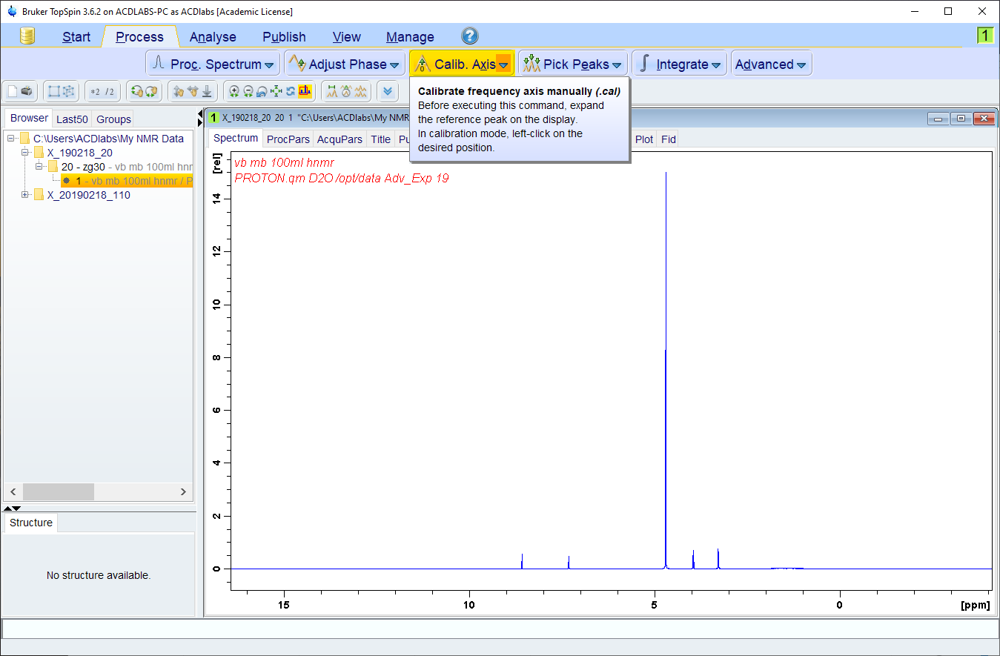 Bruker TopSpin 3.6.2 on ACDLABS-PC as ACDlabs [Academic License]
Start Process Analyse Publish View Manage ? 1
Proc. Spectrum Adjust Phase Calib. Axis Pick Peaks Integrate Advanced
*2 /2
Calibrate frequency axis manually (.cal)
Before executing this command, expand
the reference peak on the display.
In calibration mode, left-click on the
desired position.
Browser Last50 Groups
C:\Users\ACDlabs\My NMR Data
X_190218_20
20 - zg30 - vb mb 100ml hnr
1 - vb mb 100ml hnmr / P
X_20190218_110
Structure
No structure available.
1 X_190218_20 20 1 "C:\Users\ACDlabs\My NMR
Spectrum ProcPars AcquPars Title Pu Plot Fid
vb mb 100ml hnmr
PROTON.qm D2O /opt/data Adv_Exp 19
[rel]
14
12
10
8
6
4
2
0
15 10 5 0 [ppm]